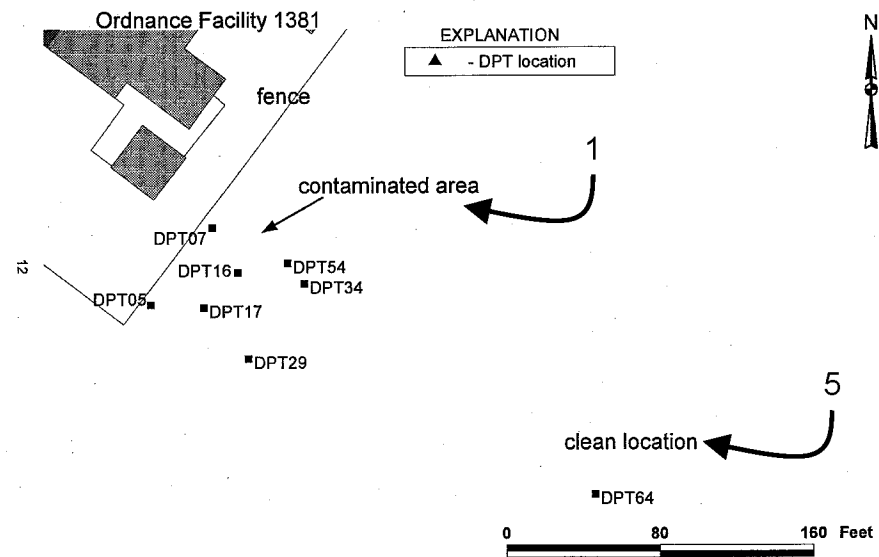 Ordnance Facility 1381
EXPLANATION
- DPT location
N
fence
1
contaminated area
DPT07
DPT54
DPT16
12
DPT34
DPT05
DPT17
DPT29
5
clean location
DPT64
0 80 160 Feet